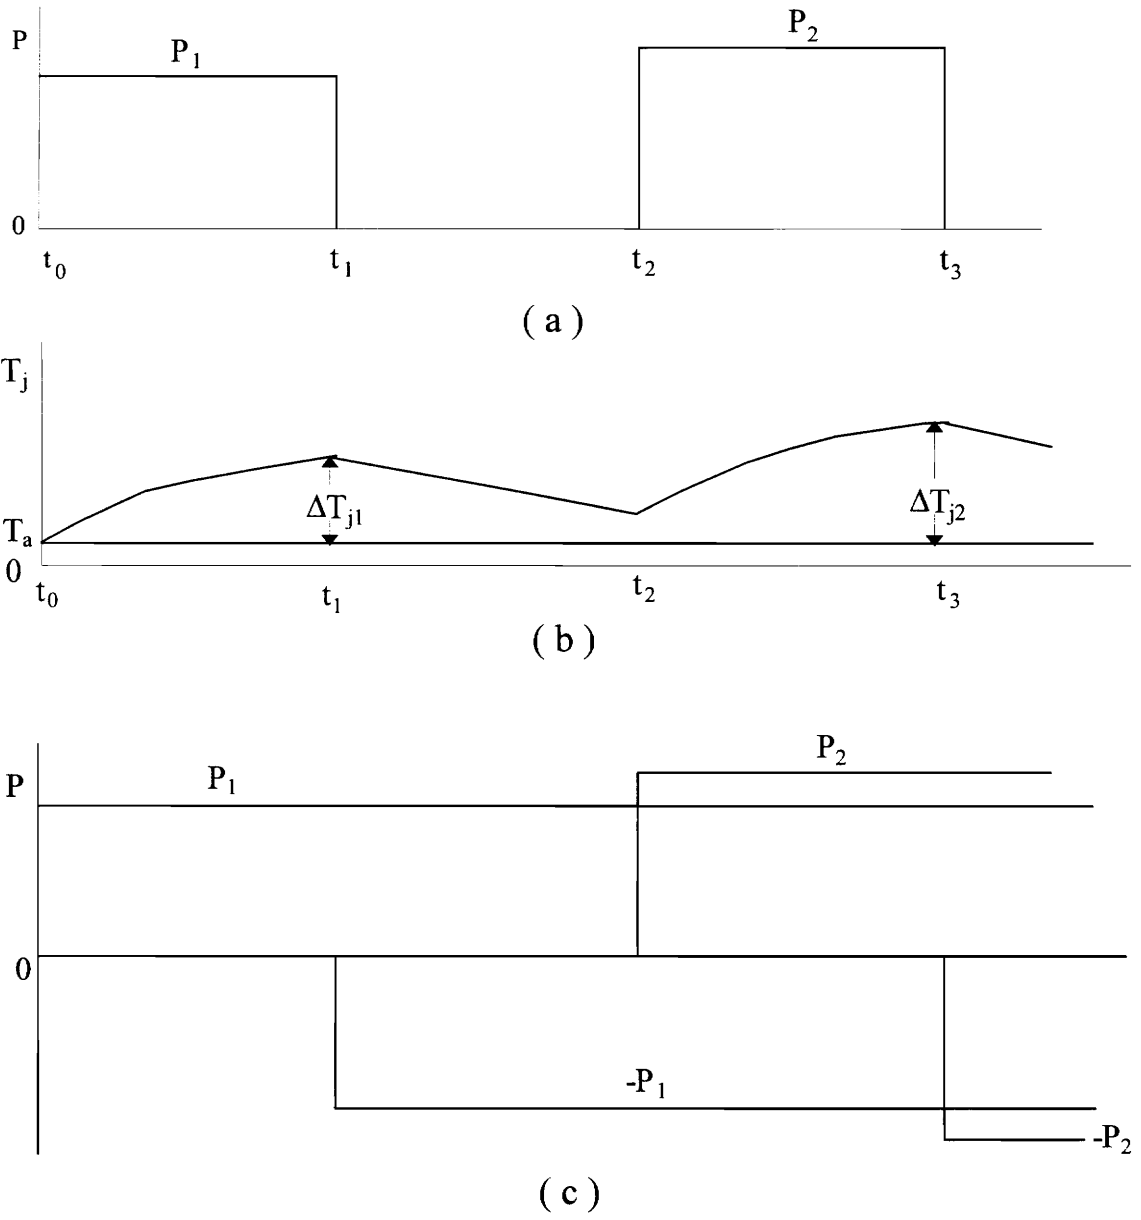 P₂
P
P₁
0
t₀ t₁ t₂ t₃
( a )
Tⱼ
ΔTⱼ₁ ΔTⱼ₂
Tₐ
0
t₀ t₁ t₂ t₃
( b )
P₂
P P₁
0
-P₁
-P₂
( c )